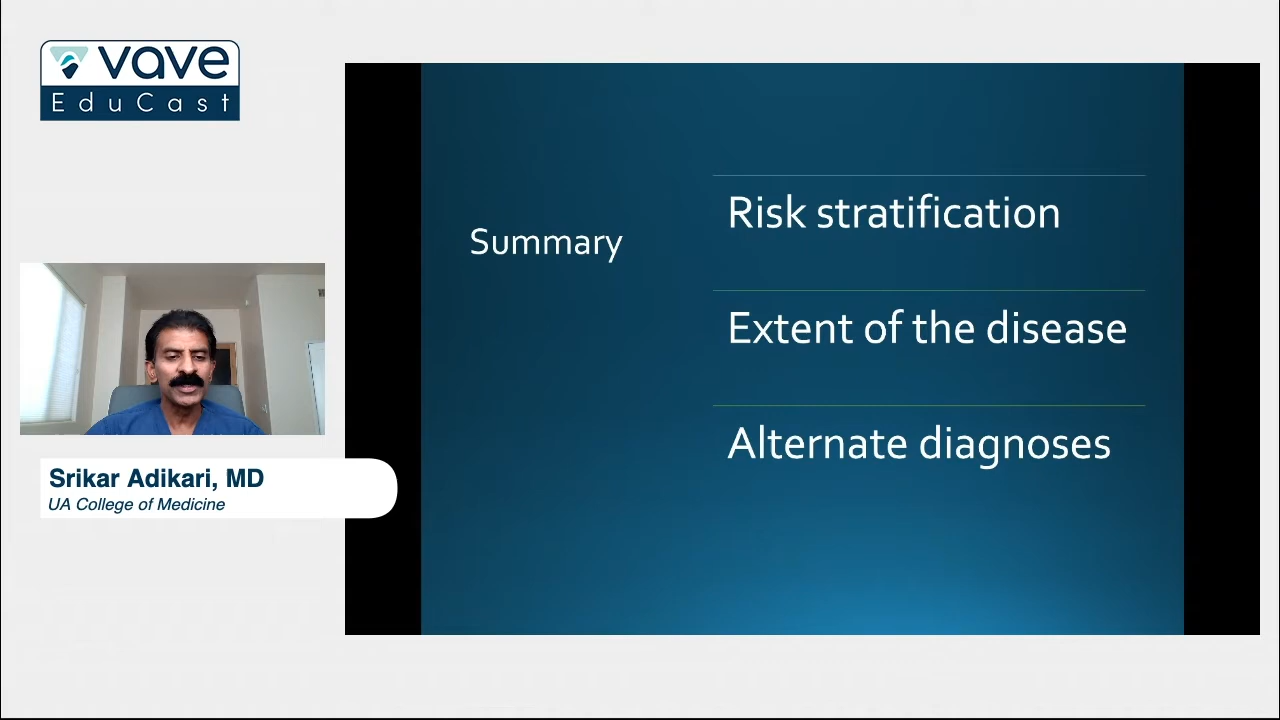 vave
EduCast
Summary
Risk stratification
Extent of the disease
Alternate diagnoses
Srikar Adikari, MD
UA College of Medicine